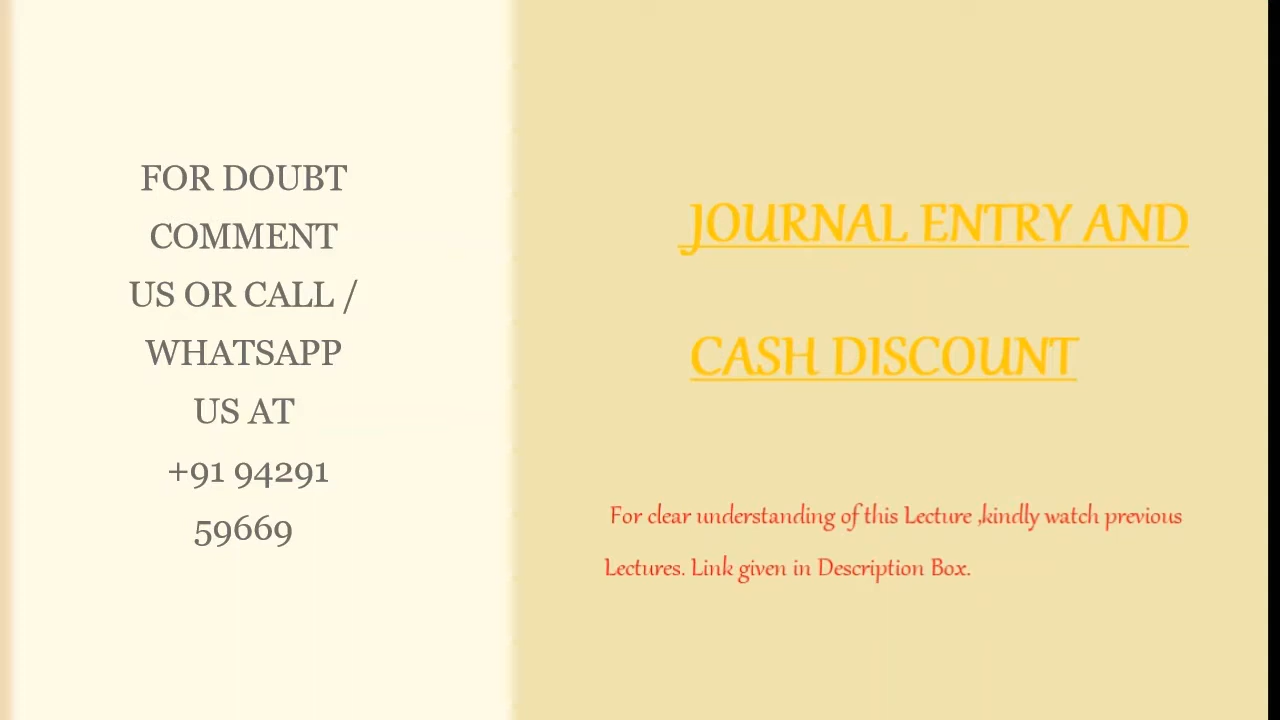 FOR DOUBT
COMMENT
US OR CALL /
WHATSAPP
US AT
+91 94291
59669
JOURNAL ENTRY AND
CASH DISCOUNT
For clear understanding of this Lecture ,kindly watch previous
Lectures. Link given in Description Box.